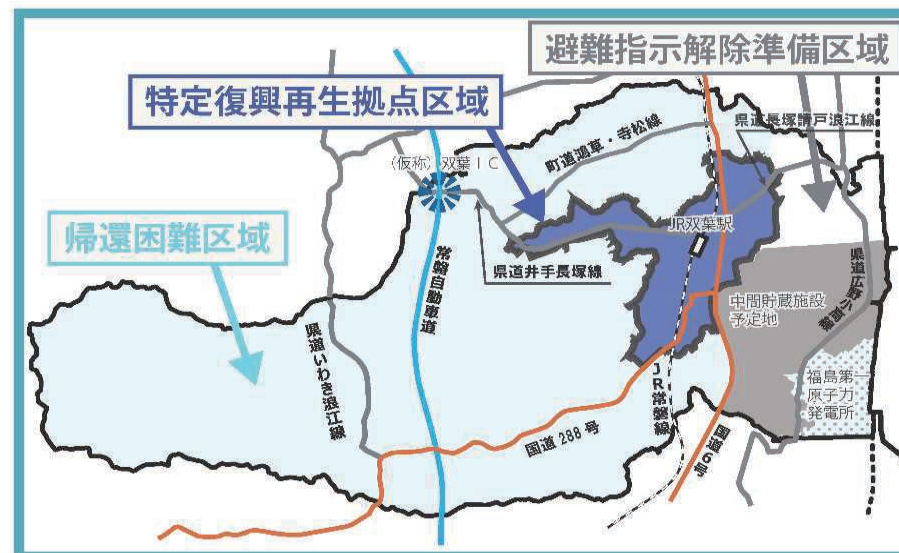 避難指示解除準備区域
特定復興再生拠点区域
県道長塚請戸浪江線
町道鴻草・寺松線
(仮称)双葉IC
帰還困難区域
JR双葉駅
県道井手長塚線
常磐自動車道
県道広野小高線
中間貯蔵施設
予定地
県道いわき浪江線
福島第一
原子力
発電所
JR常磐線
国道288号
国道6号